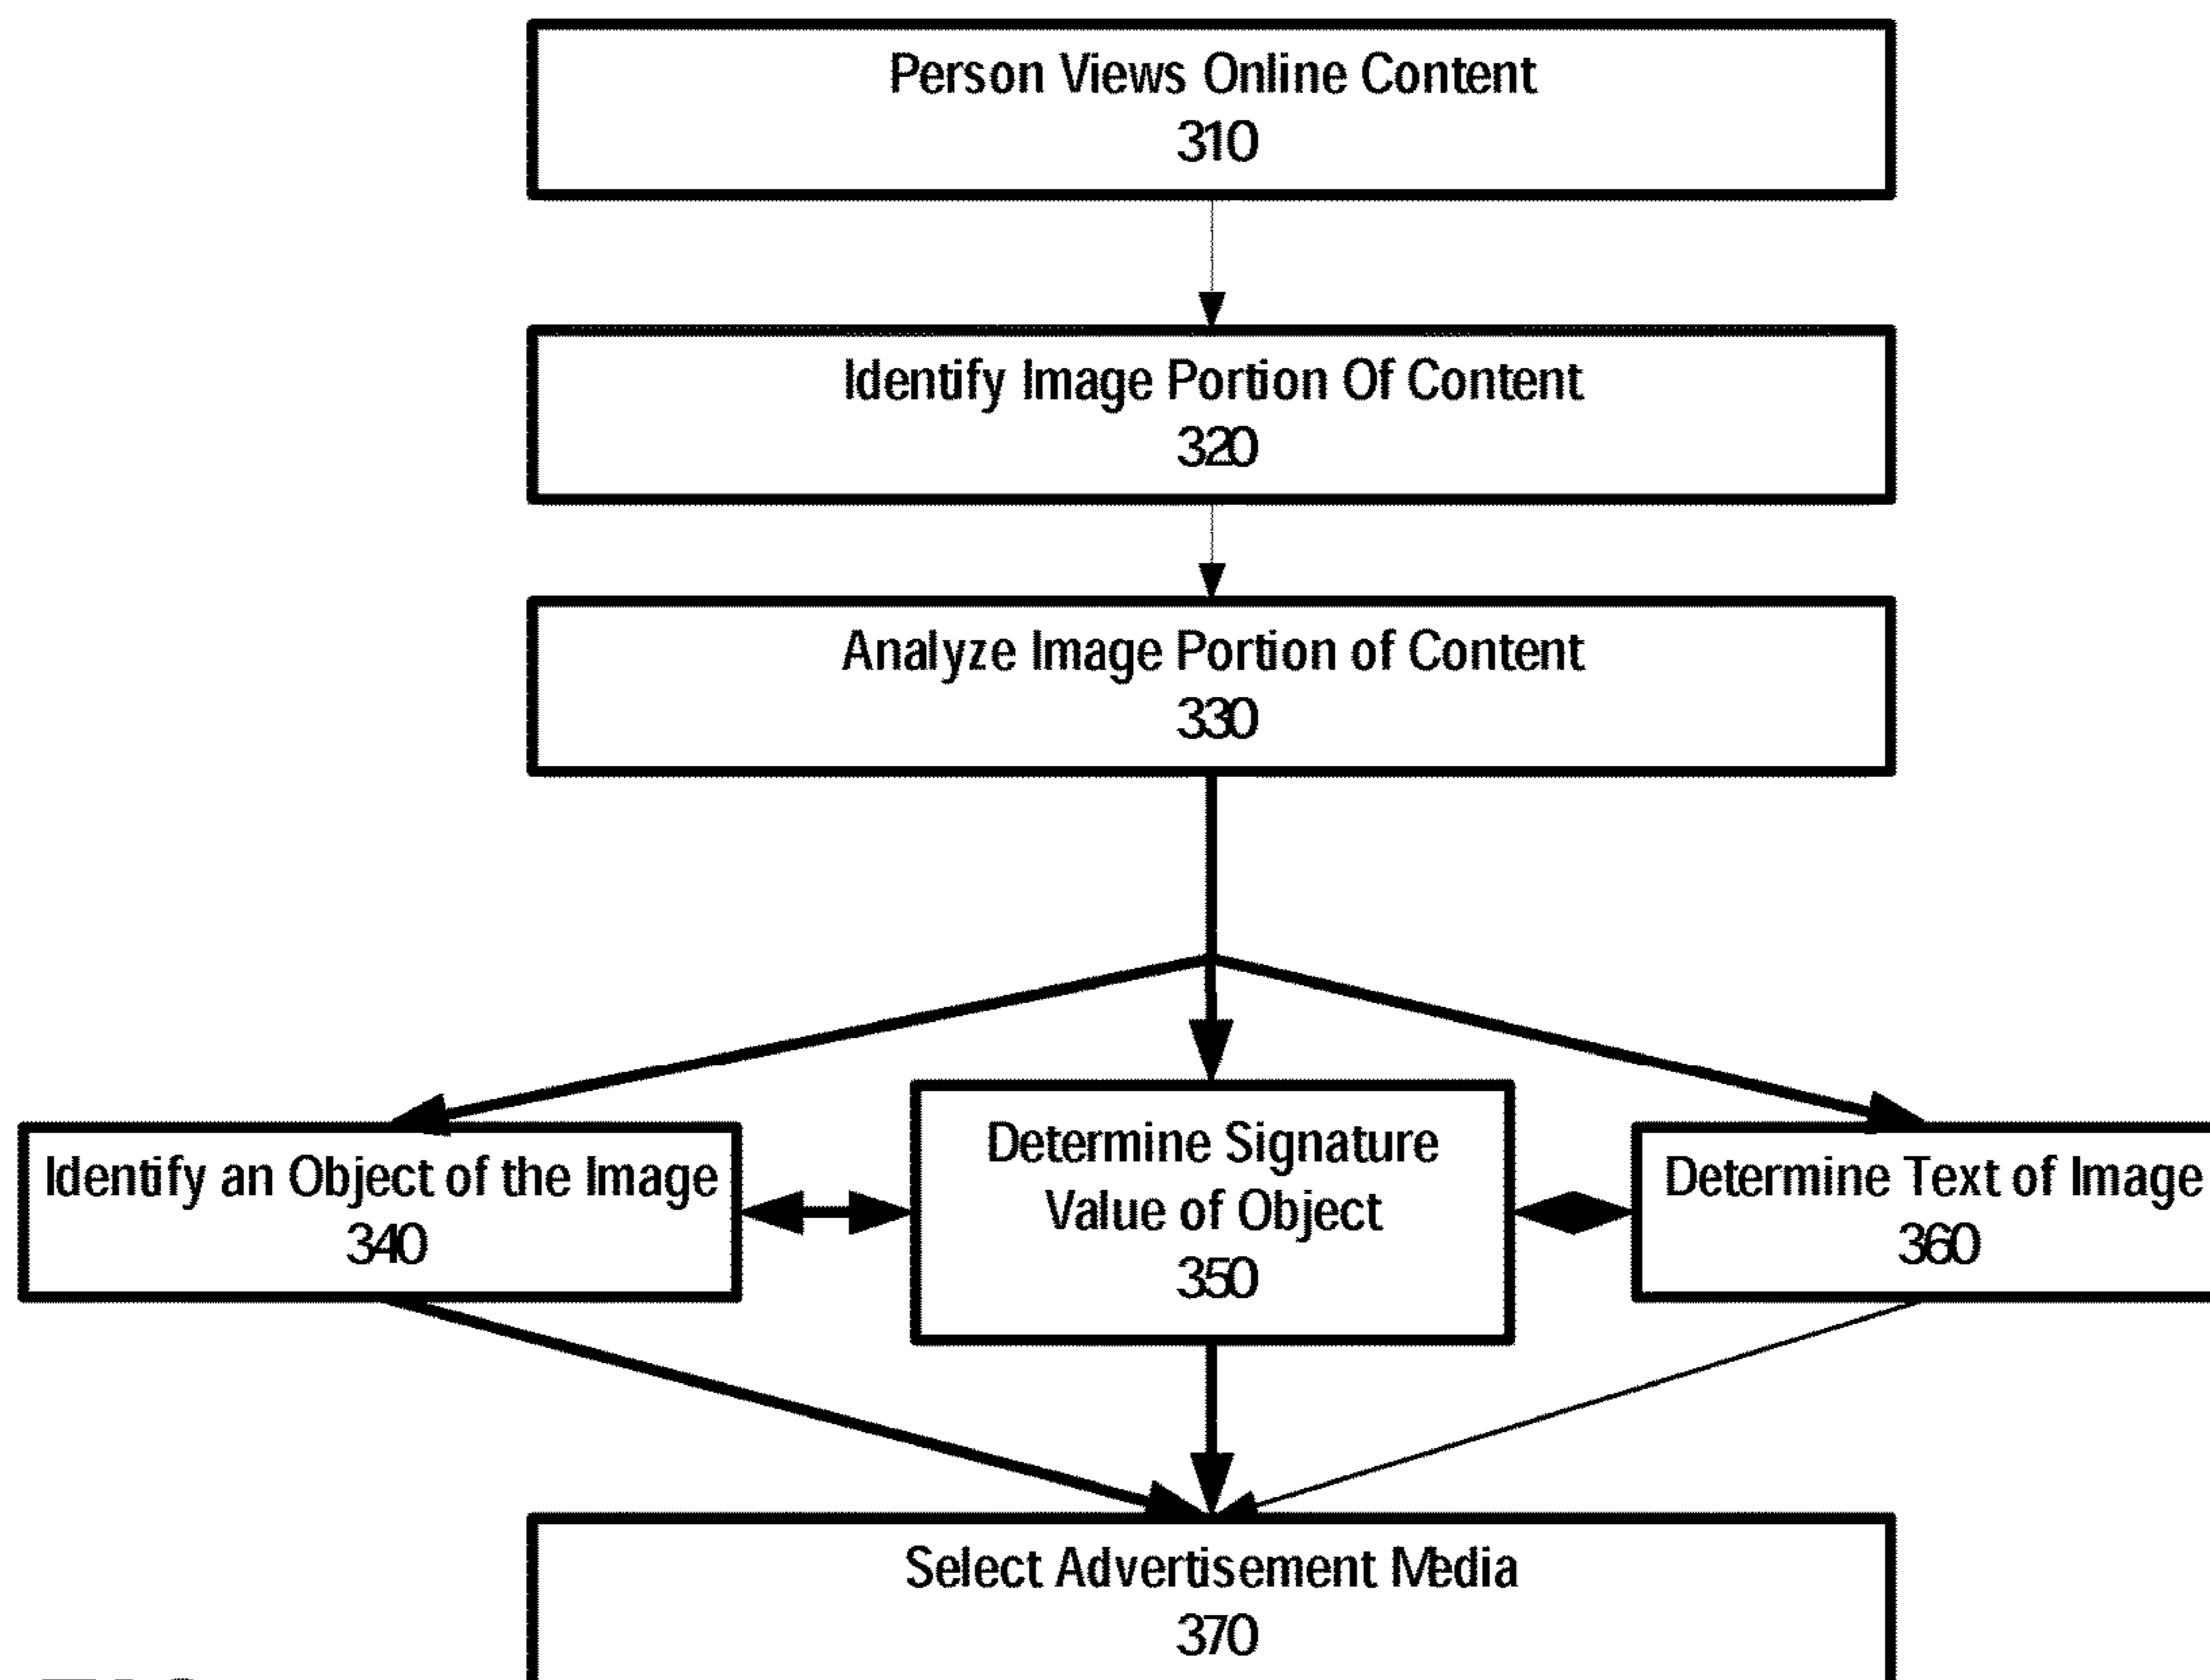 Person Views Online Content
310
Identify Image Portion Of Content
320
Analyze Image Portion of Content
330
Identify an Object of the Image
340
Determine Signature
Value of Object
350
Determine Text of Image
360
Select Advertisement Media
370